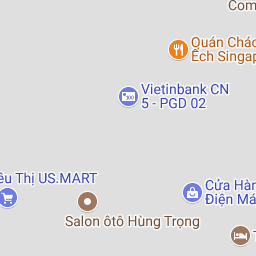 Com
Quán Cháo
Ếch Singap
Vietinbank CN
5 - PGD 02
êu Thị US.MART
Cửa Hàn
Điện Má
Salon ôtô Hùng Trọng